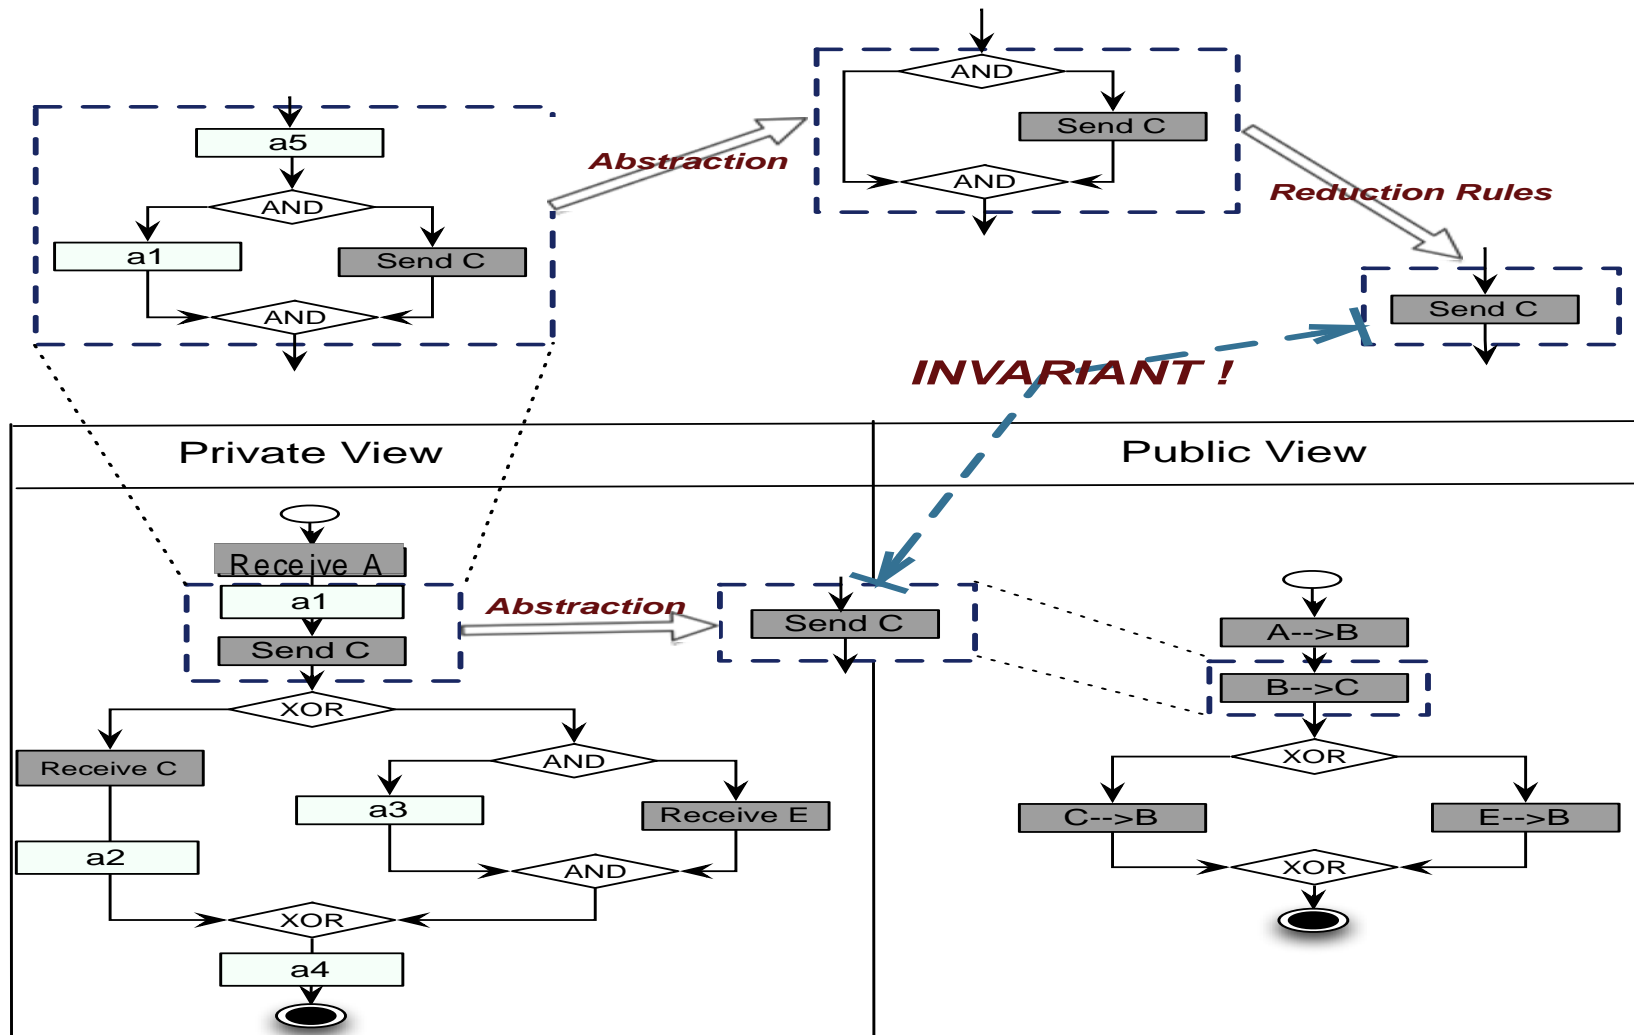 AND
Send C
AND
Abstraction
a5
AND
a1
Send C
AND
Reduction Rules
Send C
INVARIANT !
Private View
Public View
Receive A
a1
Send C
XOR
Receive C
AND
a3
Receive E
a2
AND
XOR
a4
Abstraction
Send C
A-->B
B-->C
XOR
C-->B
E-->B
XOR